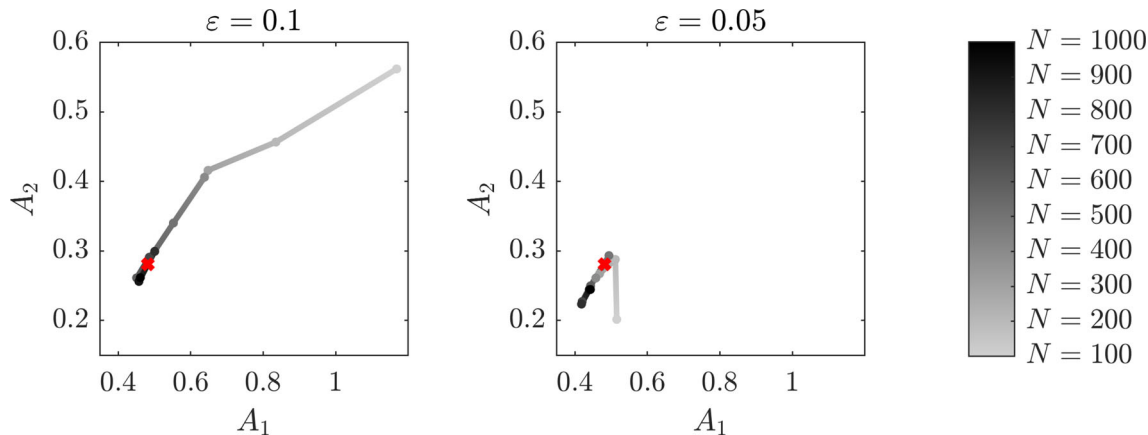 ε = 0.1
0.6
0.5
0.4
0.3
0.2
A₂
0.4 0.6 0.8 1
A₁
ε = 0.05
0.6
0.5
0.4
0.3
0.2
A₂
0.4 0.6 0.8 1
A₁
N = 1000
N = 900
N = 800
N = 700
N = 600
N = 500
N = 400
N = 300
N = 200
N = 100